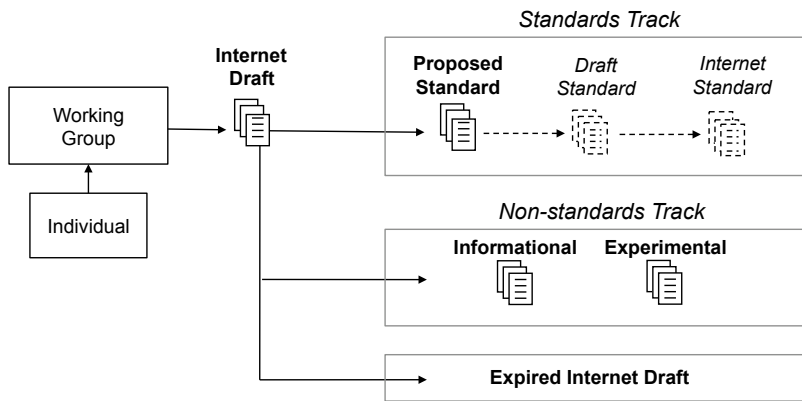 Standards Track
Internet
Draft
Proposed
Standard
Draft
Standard
Internet
Standard
Working
Group
Individual
Non-standards Track
Informational
Experimental
Expired Internet Draft